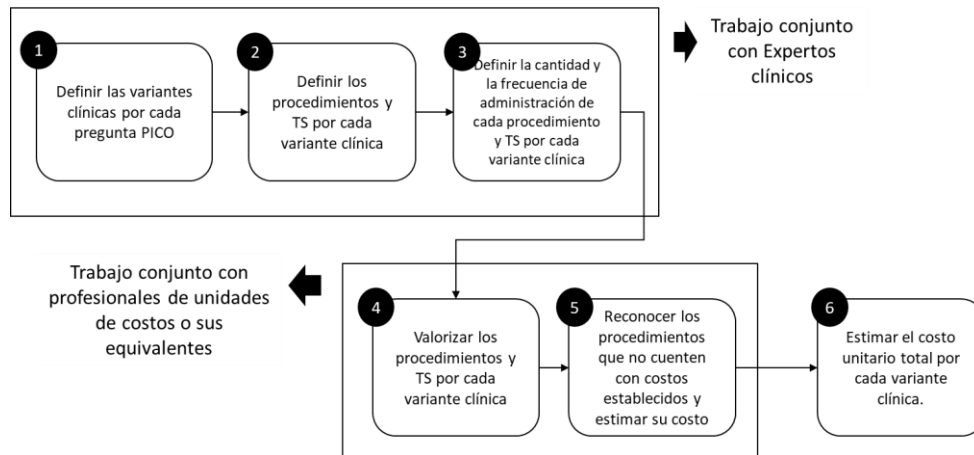 1
Definir las variantes
clínicas por cada
pregunta PICO
2
Definir los
procedimientos y
TS por cada
variante clínica
3
Definir la cantidad y
la frecuencia de
administración de
cada procedimiento
y TS por cada
variante clínica
Trabajo conjunto
con Expertos
clínicos
Trabajo conjunto con
profesionales de unidades
de costos o sus
equivalentes
4
Valorizar los
procedimientos y
TS por cada
variante clínica
5
Reconocer los
procedimientos
que no cuenten
con costos
establecidos y
estimar su costo
6
Estimar el costo
unitario total por
cada variante
clínica.